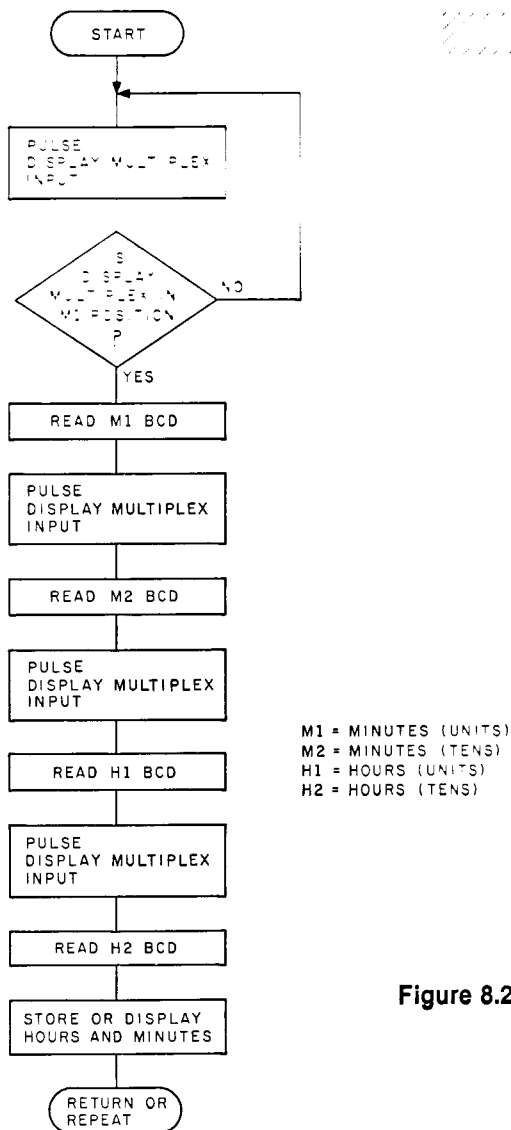 START
PULSE
DISPLAY MULTIPLEX
INPUT
IS
DISPLAY
MULTIPLEX IN
M1 POSITION
?
NO
YES
READ M1 BCD
PULSE
DISPLAY MULTIPLEX
INPUT
READ M2 BCD
PULSE
DISPLAY MULTIPLEX
INPUT
READ H1 BCD
PULSE
DISPLAY MULTIPLEX
INPUT
READ H2 BCD
STORE OR DISPLAY
HOURS AND MINUTES
RETURN OR
REPEAT
M1 = MINUTES (UNITS)
M2 = MINUTES (TENS)
H1 = HOURS (UNITS)
H2 = HOURS (TENS)
Figure 8.2